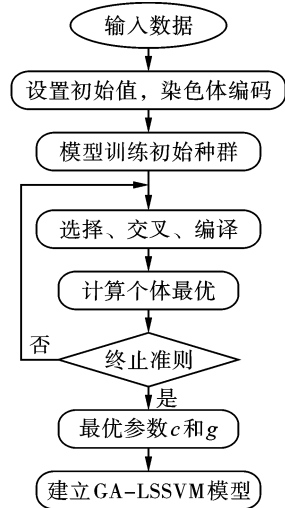 输入数据
设置初始值，染色体编码
模型训练初始种群
选择、交叉、编译
计算个体最优
否
终止准则
是
最优参数c和g
建立GA-LSSVM模型